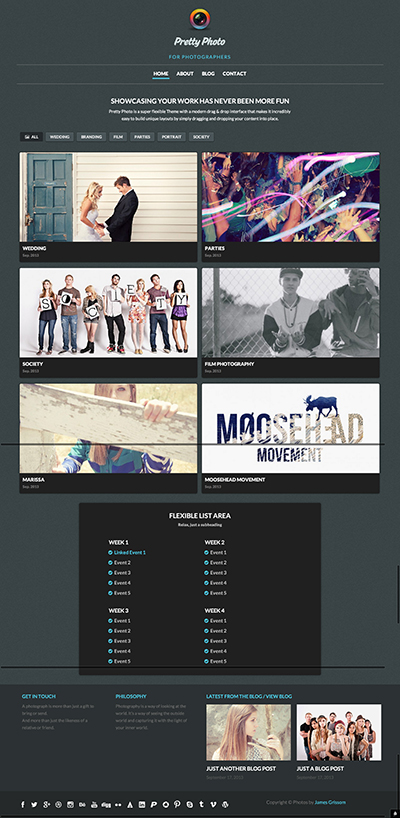 Pretty Photo
FOR PHOTOGRAPHERS
HOME ABOUT BLOG CONTACT
SHOWCASING YOUR WORK HAS NEVER BEEN MORE FUN
Pretty Photo is a super flexible Theme with a modern drag & drop interface that makes it incredibly
easy to build unique layouts by simply dragging and dropping your content into place.
ALL WEDDING BRANDING FILM PARTIES PORTRAIT SOCIETY
WEDDING
Sep, 2013
PARTIES
Sep, 2013
SOCIETY
SOCIETY
Sep, 2013
FILM PHOTOGRAPHY
Sep, 2013
MARISSA
Sep, 2013
MOOSEHEAD
MOVEMENT
MOOSEHEAD MOVEMENT
Sep, 2013
FLEXIBLE LIST AREA
Relax, just a subheading
WEEK 1
Linked Event 1
Event 2
Event 3
Event 4
Event 5
WEEK 2
Event 1
Event 2
Event 3
Event 4
Event 5
WEEK 3
Event 1
Event 2
Event 3
Event 4
Event 5
WEEK 4
Event 1
Event 2
Event 3
Event 4
Event 5
GET IN TOUCH
A photograph is more than just a gift to
bring or send.
And more than just the likeness of a
relative or friend.
PHILOSOPHY
Photography is a way of looking at the
world. It's a way of seeing the outside
world and capturing it with the light of
your inner world.
LATEST FROM THE BLOG / VIEW BLOG
JUST ANOTHER BLOG POST
September 17, 2013
JUST A BLOG POST
September 17, 2013
digg
Copyright © Photos by James Grissom